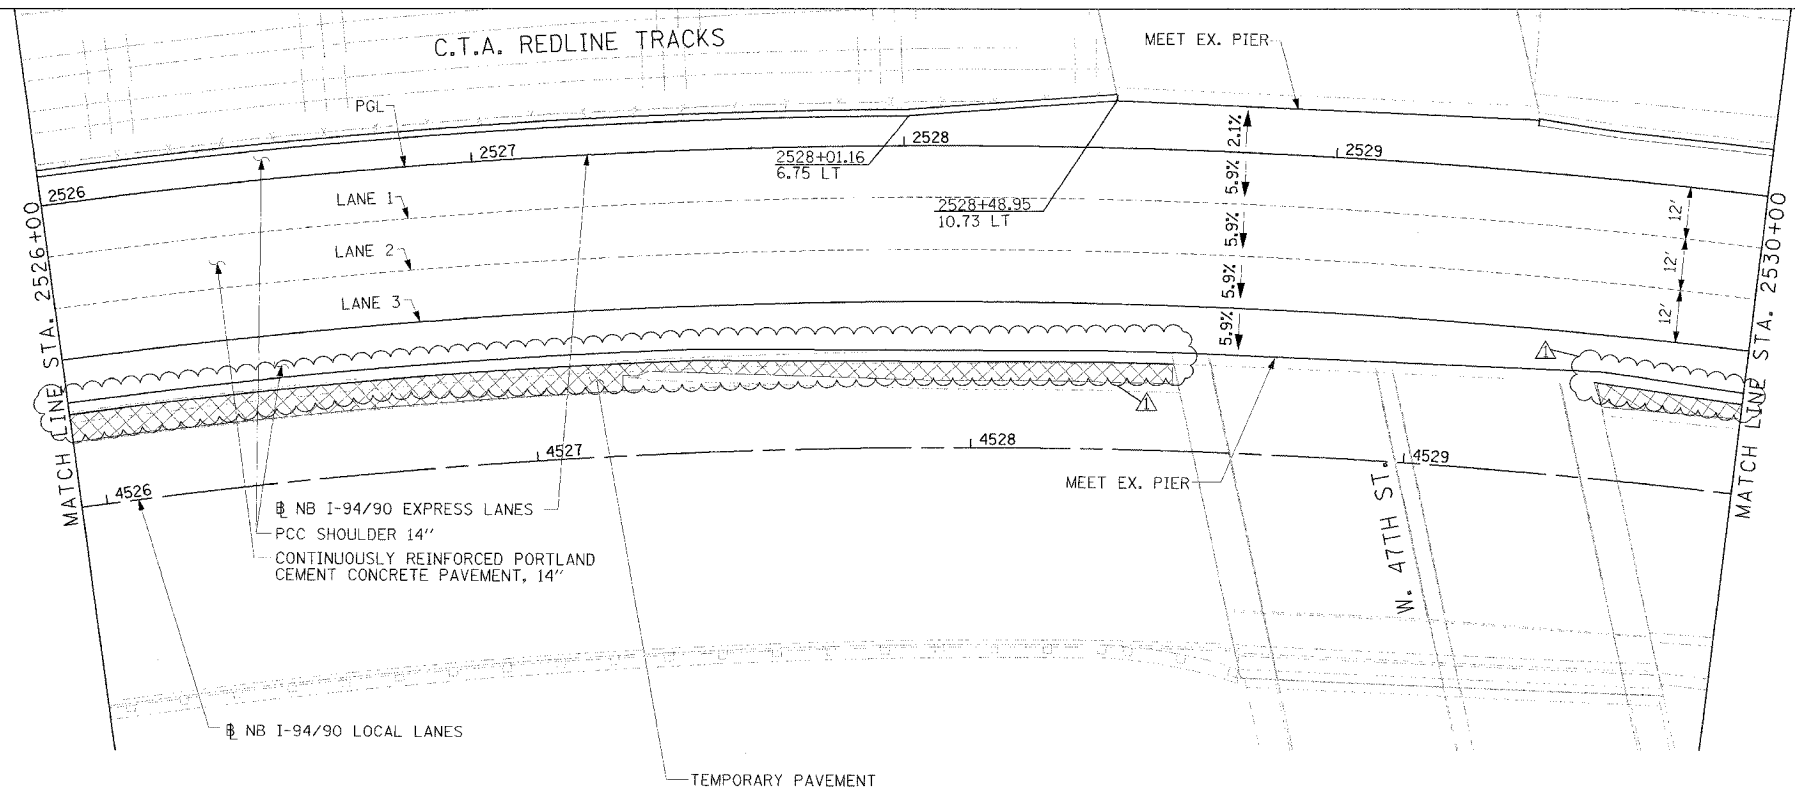 C.T.A. REDLINE TRACKS
MEET EX. PIER
PGL
2526
2527
2528
2529
2528+01.16
6.75 LT
2528+48.95
10.73 LT
2.1%
5.9%
5.9%
5.9%
5.9%
LANE 1
LANE 2
LANE 3
12'
12'
12'
MATCH LINE STA. 2526+00
MATCH LINE STA. 2530+00
1
1
4526
4527
4528
4529
MEET EX. PIER
W. 47TH ST.
℄ NB I-94/90 EXPRESS LANES
PCC SHOULDER 14"
CONTINUOUSLY REINFORCED PORTLAND
CEMENT CONCRETE PAVEMENT, 14"
℄ NB I-94/90 LOCAL LANES
TEMPORARY PAVEMENT